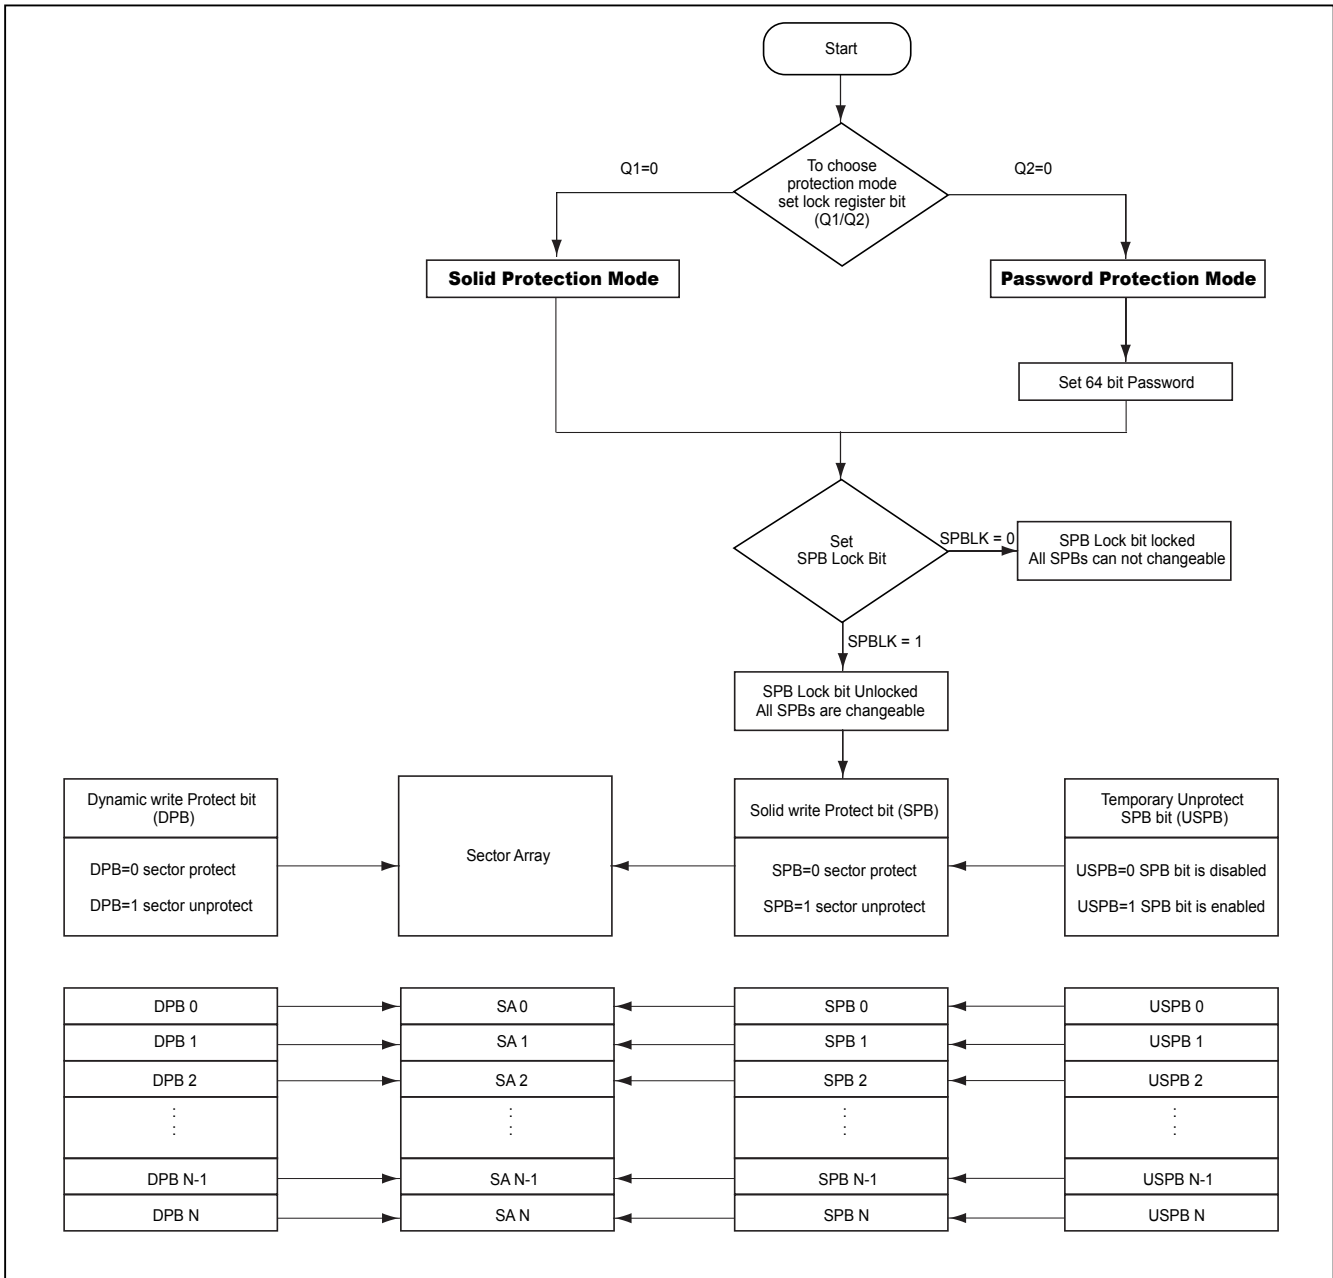 Start
Q1=0
To choose
protection mode
set lock register bit
(Q1/Q2)
Q2=0
Solid Protection Mode
Password Protection Mode
Set 64 bit Password
Set
SPB Lock Bit
SPBLK = 0
SPB Lock bit locked
All SPBs can not changeable
SPBLK = 1
SPB Lock bit Unlocked
All SPBs are changeable
Dynamic write Protect bit
(DPB)
DPB=0 sector protect
DPB=1 sector unprotect
Sector Array
Solid write Protect bit (SPB)
SPB=0 sector protect
SPB=1 sector unprotect
Temporary Unprotect
SPB bit (USPB)
USPB=0 SPB bit is disabled
USPB=1 SPB bit is enabled
DPB 0
SA 0
SPB 0
USPB 0
DPB 1
SA 1
SPB 1
USPB 1
DPB 2
SA 2
SPB 2
USPB 2
DPB N-1
SA N-1
SPB N-1
USPB N-1
DPB N
SA N
SPB N
USPB N